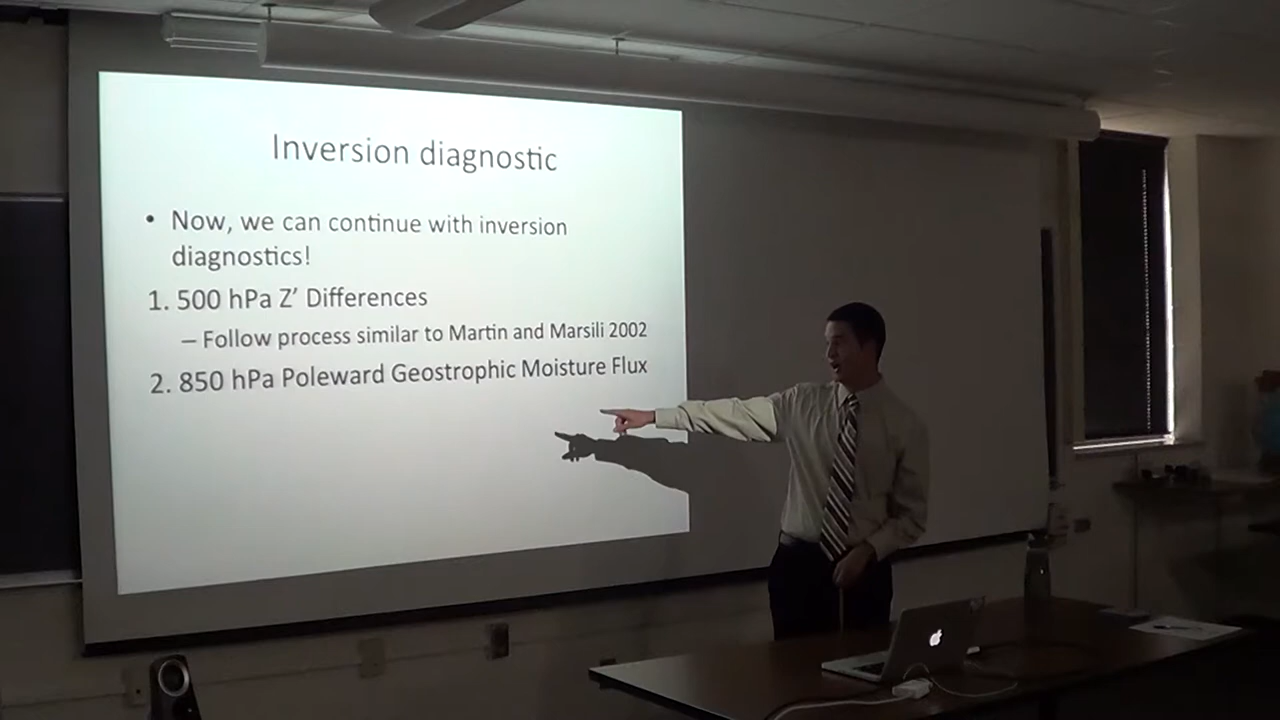 Inversion diagnostic
• Now, we can continue with inversion
diagnostics!
1. 500 hPa Z’ Differences
– Follow process similar to Martin and Marsili 2002
2. 850 hPa Poleward Geostrophic Moisture Flux